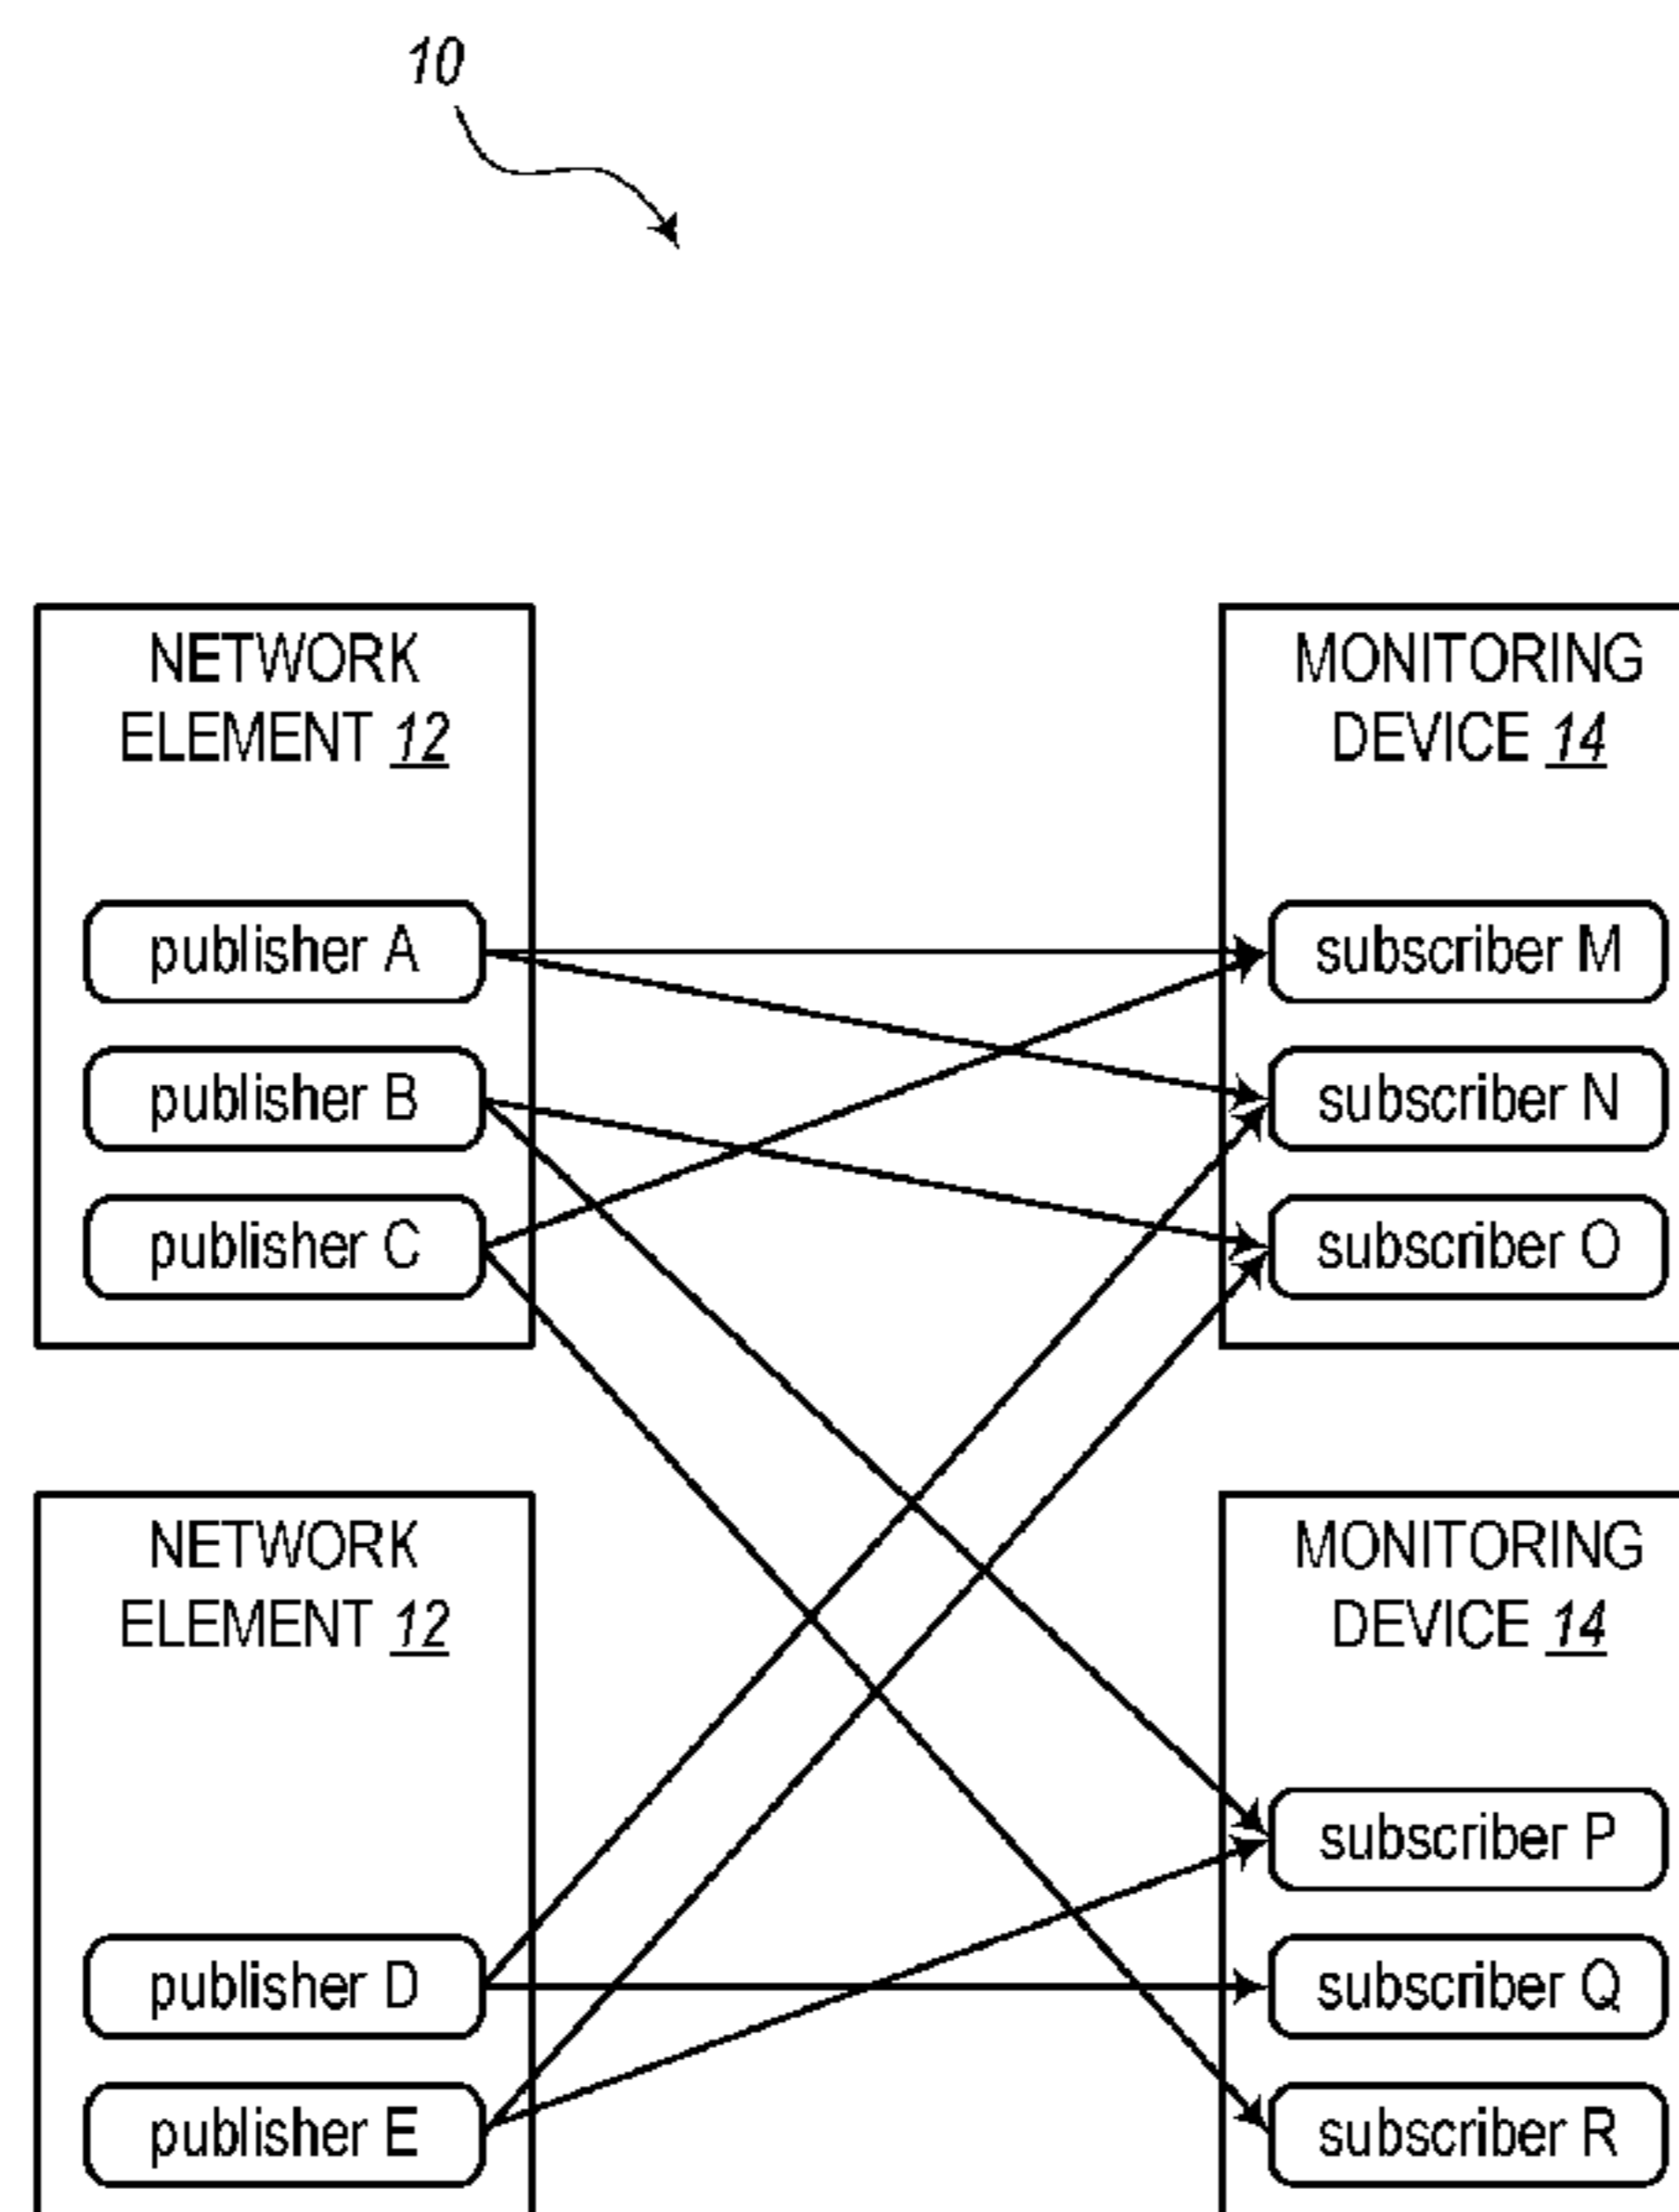 10
NETWORK
ELEMENT 12
publisher A
publisher B
publisher C
MONITORING
DEVICE 14
subscriber M
subscriber N
subscriber O
NETWORK
ELEMENT 12
publisher D
publisher E
MONITORING
DEVICE 14
subscriber P
subscriber Q
subscriber R